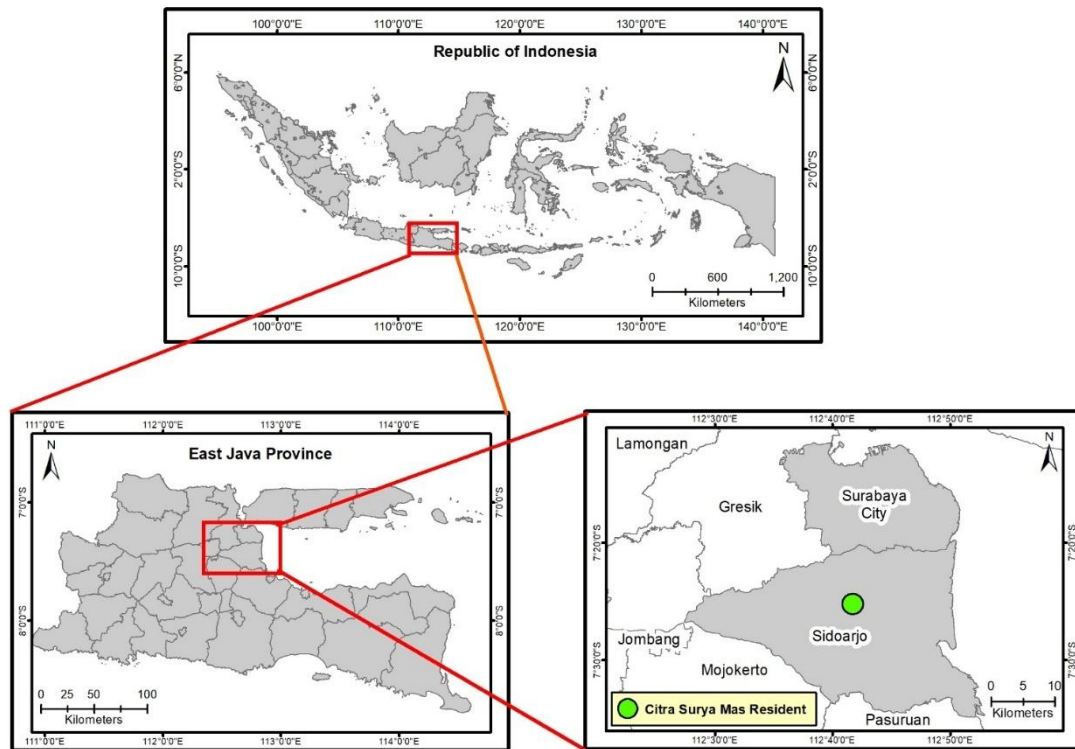 100°0'0"E 110°0'0"E 120°0'0"E 130°0'0"E 140°0'0"E
Republic of Indonesia
N
6°0'0"N
2°0'0"S
10°0'0"S
6°0'0"N
2°0'0"S
10°0'0"S
0 600 1,200
Kilometers
100°0'0"E 110°0'0"E 120°0'0"E 130°0'0"E 140°0'0"E
111°0'0"E 112°0'0"E 113°0'0"E 114°0'0"E
N
East Java Province
7°0'0"S
8°0'0"S
7°0'0"S
8°0'0"S
0 25 50 100
Kilometers
111°0'0"E 112°0'0"E 113°0'0"E 114°0'0"E
112°30'0"E 112°40'0"E 112°50'0"E
N
Lamongan
Gresik
Surabaya
City
7°20'0"S
7°30'0"S
7°20'0"S
7°30'0"S
Jombang
Sidoarjo
Mojokerto
Pasuruan
Citra Surya Mas Resident
0 5 10
Kilometers
112°30'0"E 112°40'0"E 112°50'0"E